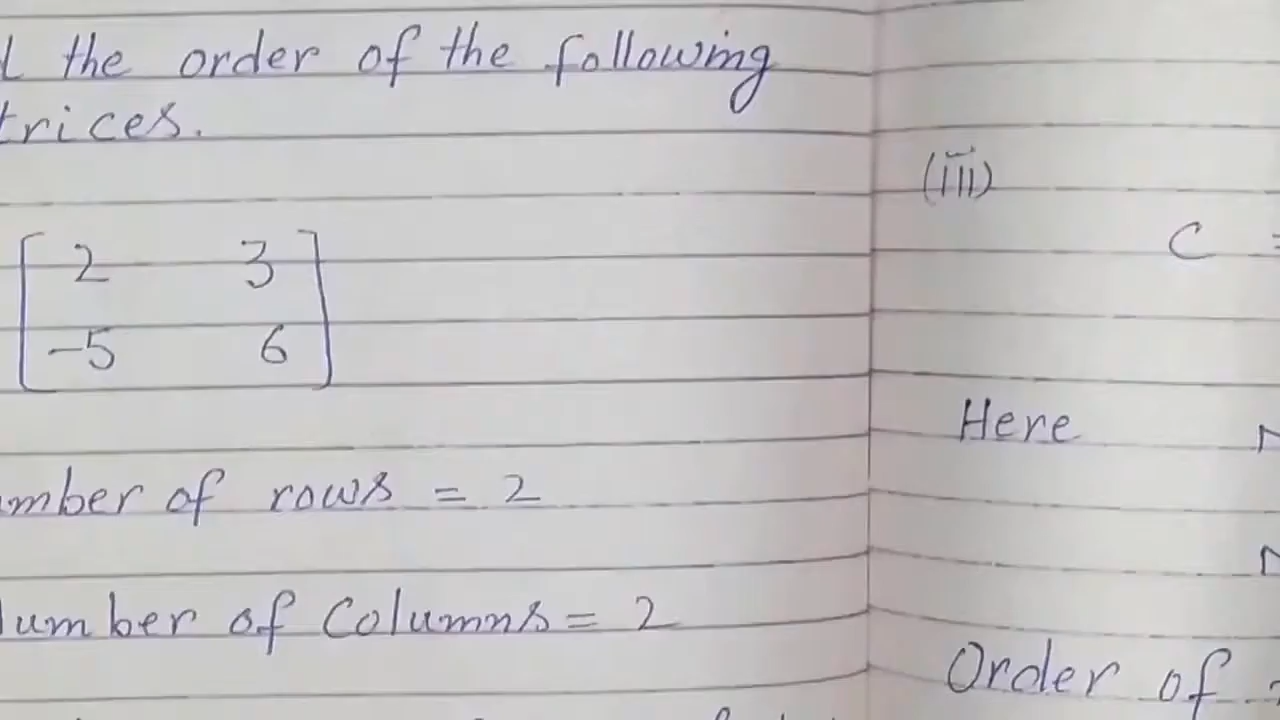 the order of the following
trices.
[ 2 3
-5 6 ]
mber of rows = 2
umber of Columns = 2
(iii)
C =
Here
Order of